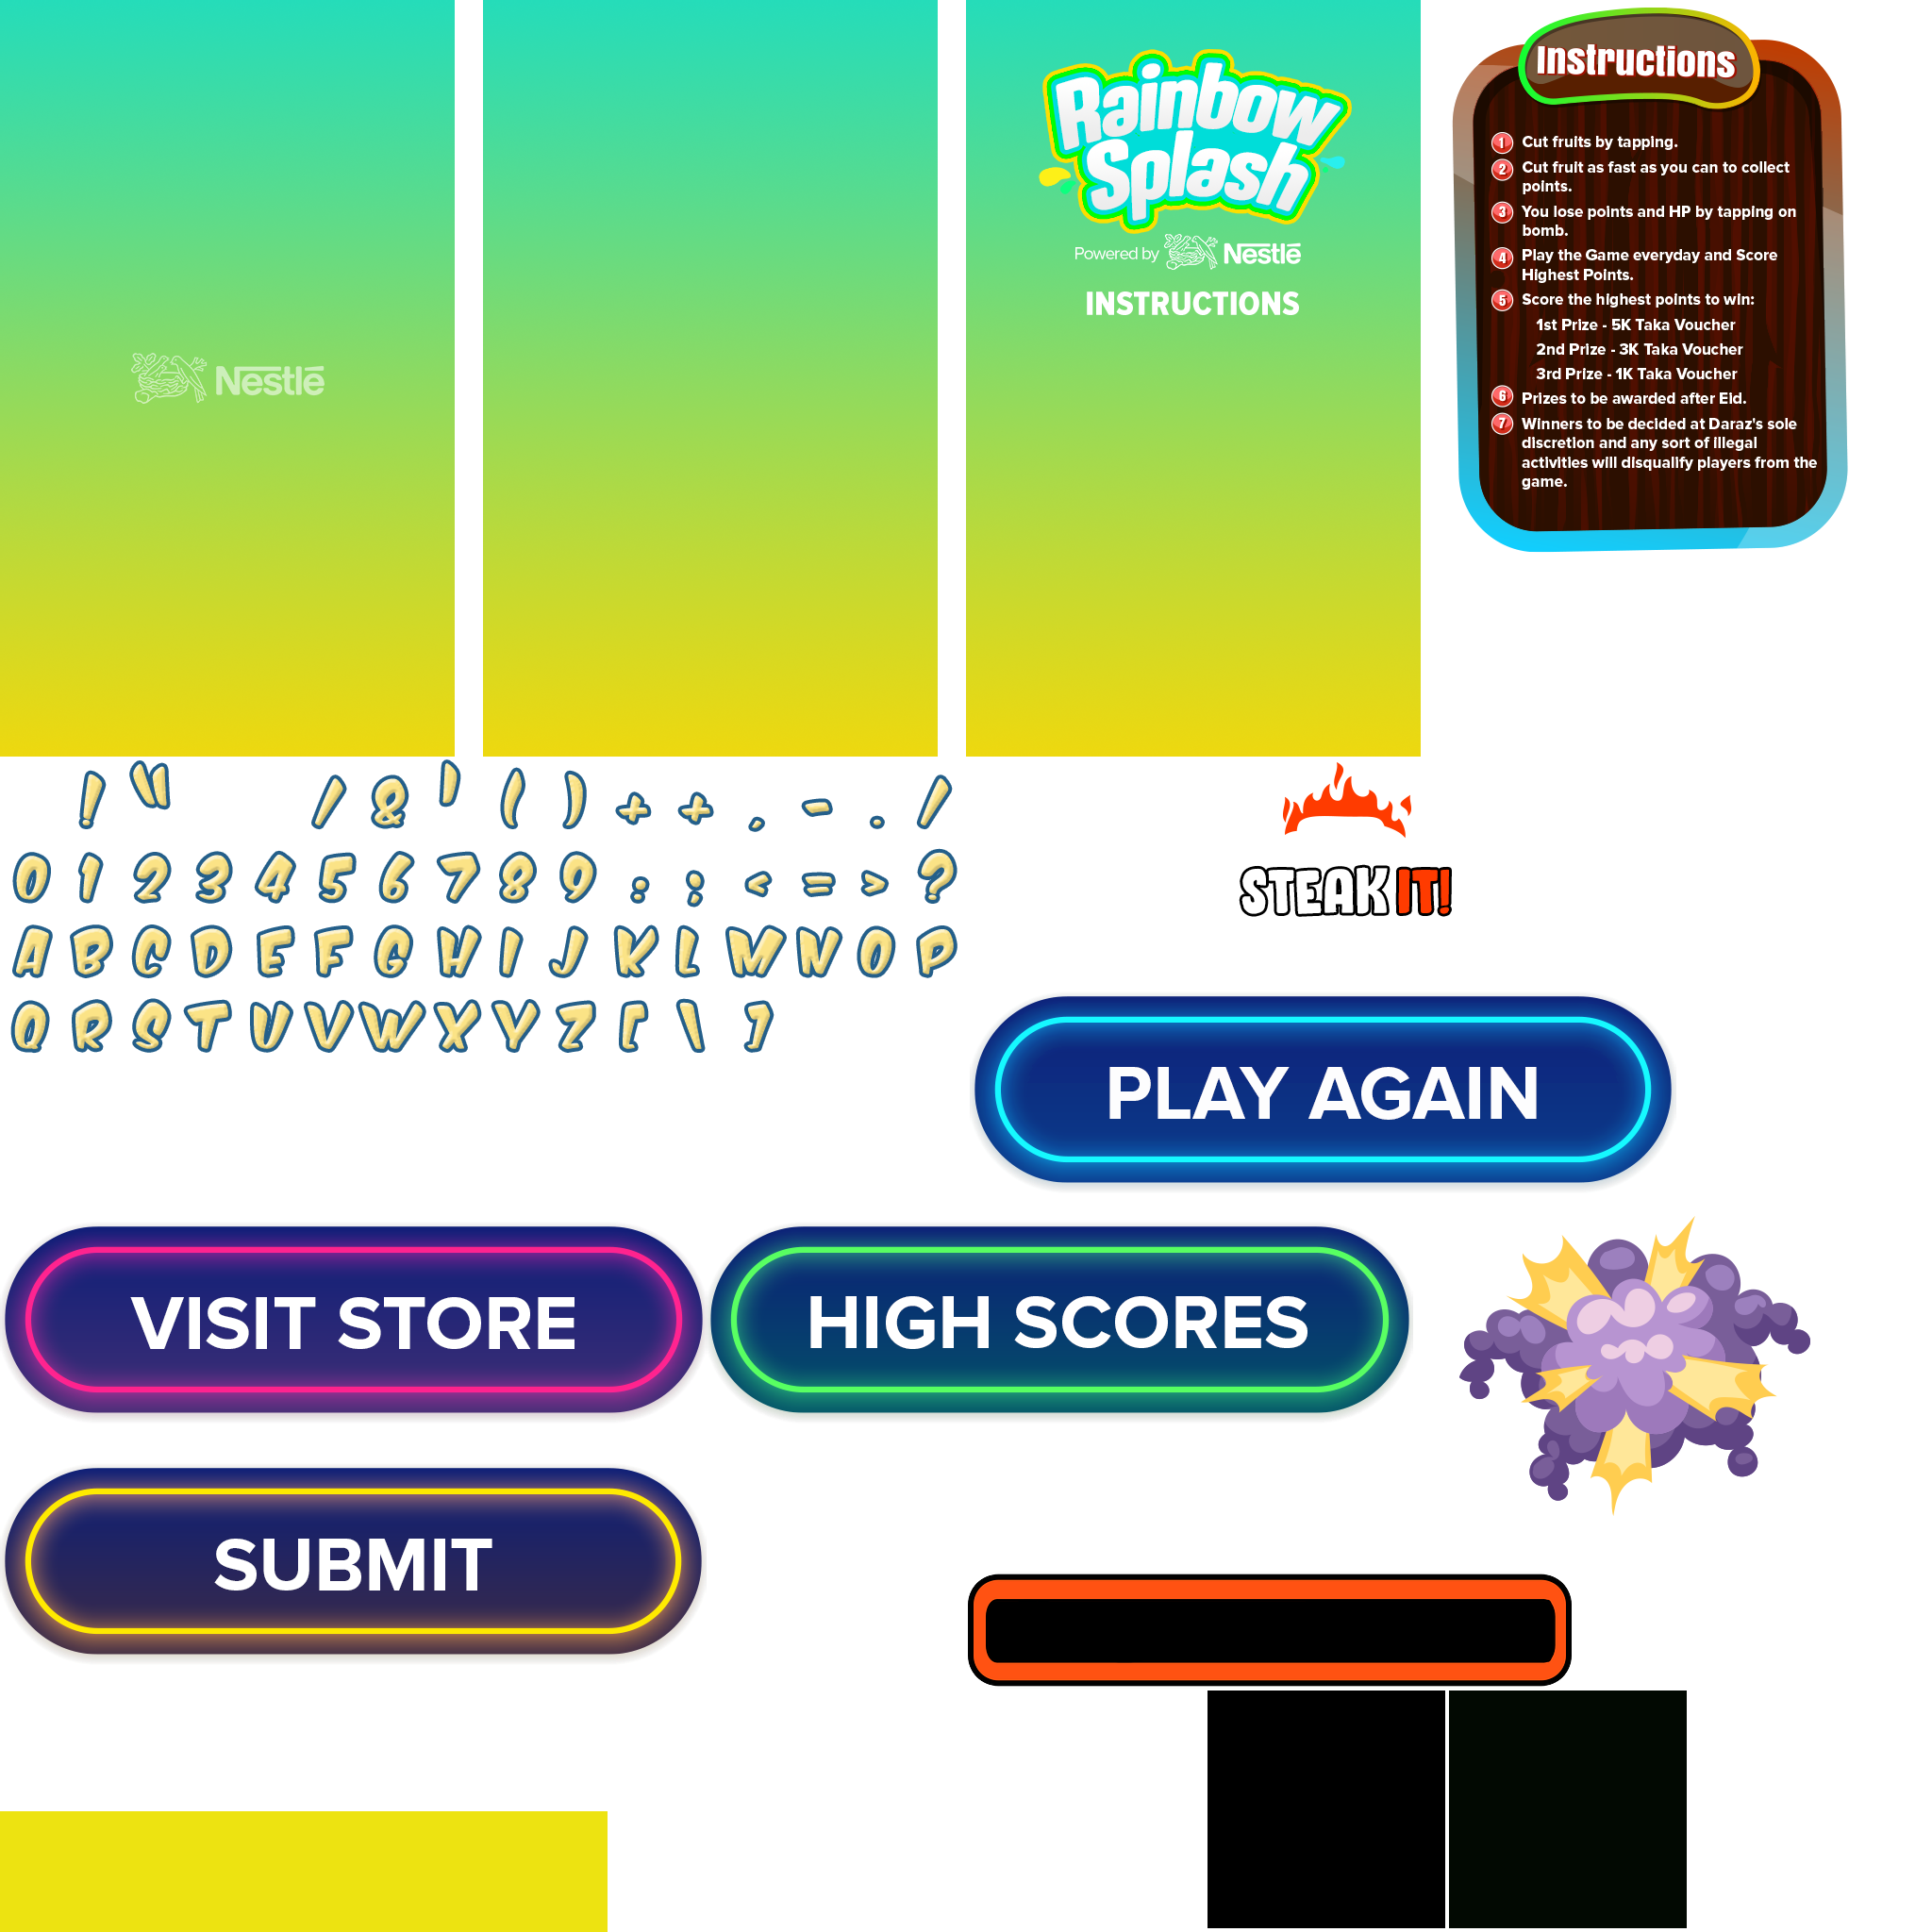 Nestlé
Rainbow
Splash
Powered by Nestlé
INSTRUCTIONS
Instructions
1 Cut fruits by tapping.
2 Cut fruit as fast as you can to collect
points.
3 You lose points and HP by tapping on
bomb.
4 Play the Game everyday and Score
Highest Points.
5 Score the highest points to win:
1st Prize - 5K Taka Voucher
2nd Prize - 3K Taka Voucher
3rd Prize - 1K Taka Voucher
6 Prizes to be awarded after Eid.
7 Winners to be decided at Daraz's sole
discretion and any sort of illegal
activities will disqualify players from the
game.
! " / & ' ( ) + + , - . /
0 1 2 3 4 5 6 7 8 9 : ; < = > ?
A B C D E F G H I J K L M N O P
Q R S T U V W X Y Z [ \ ]
STEAK IT!
PLAY AGAIN
VISIT STORE
HIGH SCORES
SUBMIT